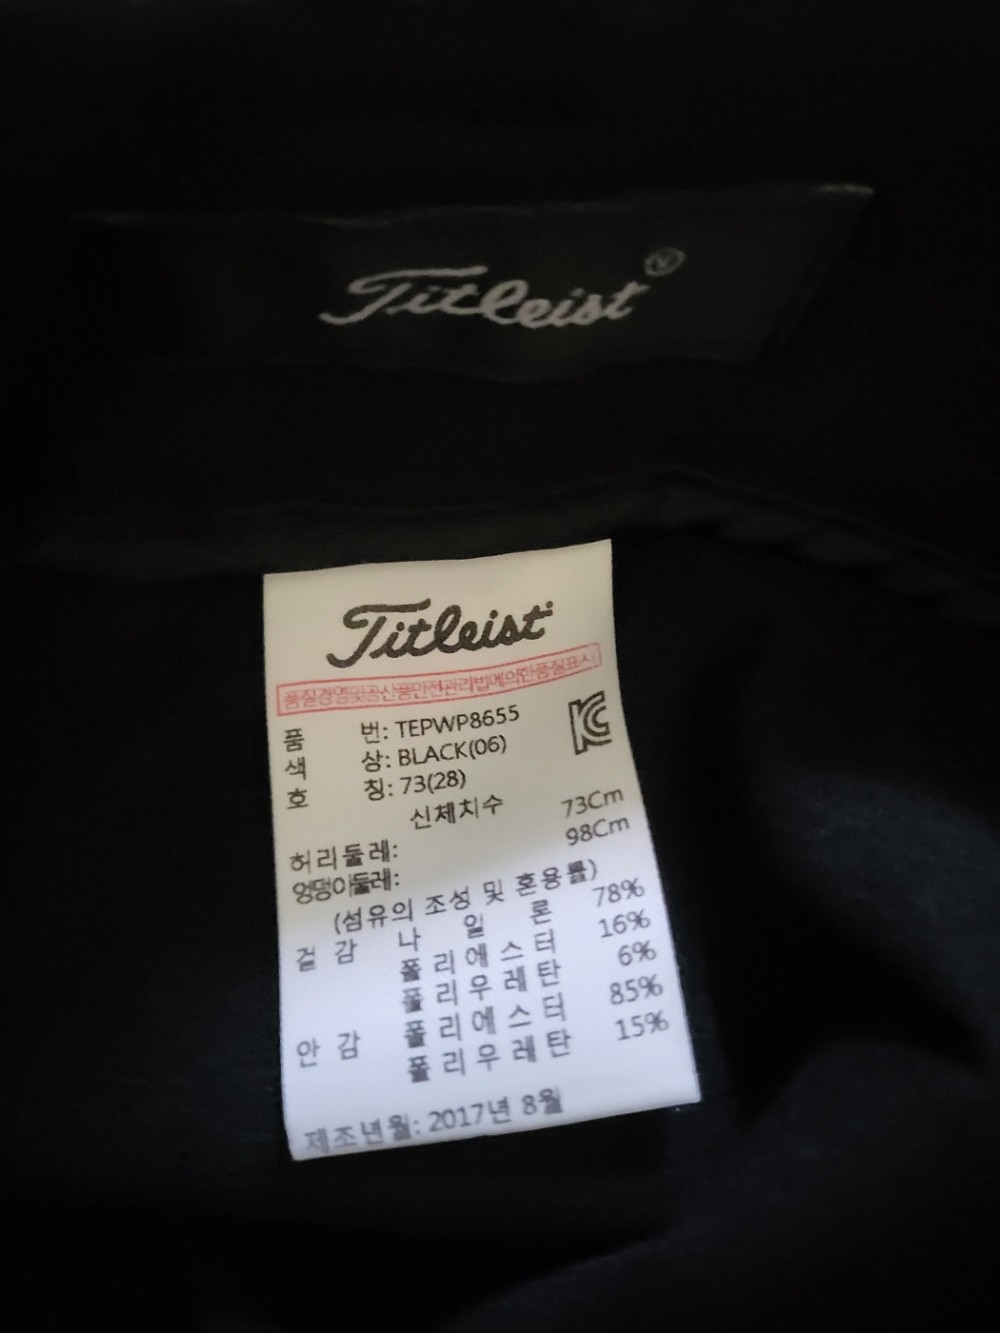 Titleist®
Titleist
품질경영및공산품안전관리법에의한품질표시
품 번: TEPWP8655
색 상: BLACK(06)
호 칭: 73(28)
신체치수
허리둘레: 73Cm
엉덩이둘레: 98Cm
(섬유의 조성 및 혼용률)
겉 감 나 일 론 78%
폴 리 에 스 터 16%
폴 리 우 레 탄 6%
안 감 폴 리 에 스 터 85%
폴 리 우 레 탄 15%
제조년월: 2017년 8월